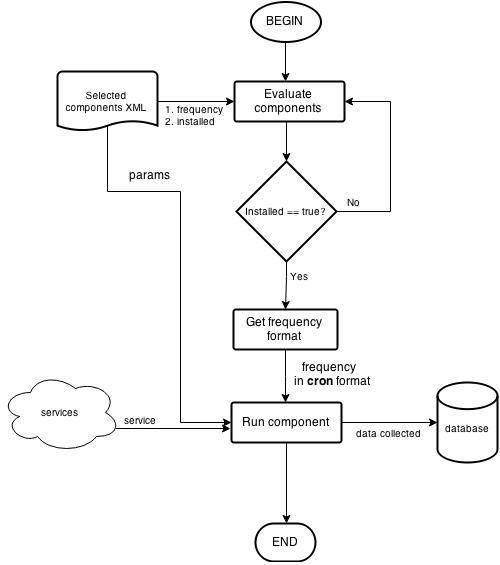 BEGIN
Selected
components XML
1. frequency
2. installed
Evaluate
components
params
Installed == true?
No
Yes
Get frequency
format
frequency
in cron format
services
service
Run component
data collected
database
END